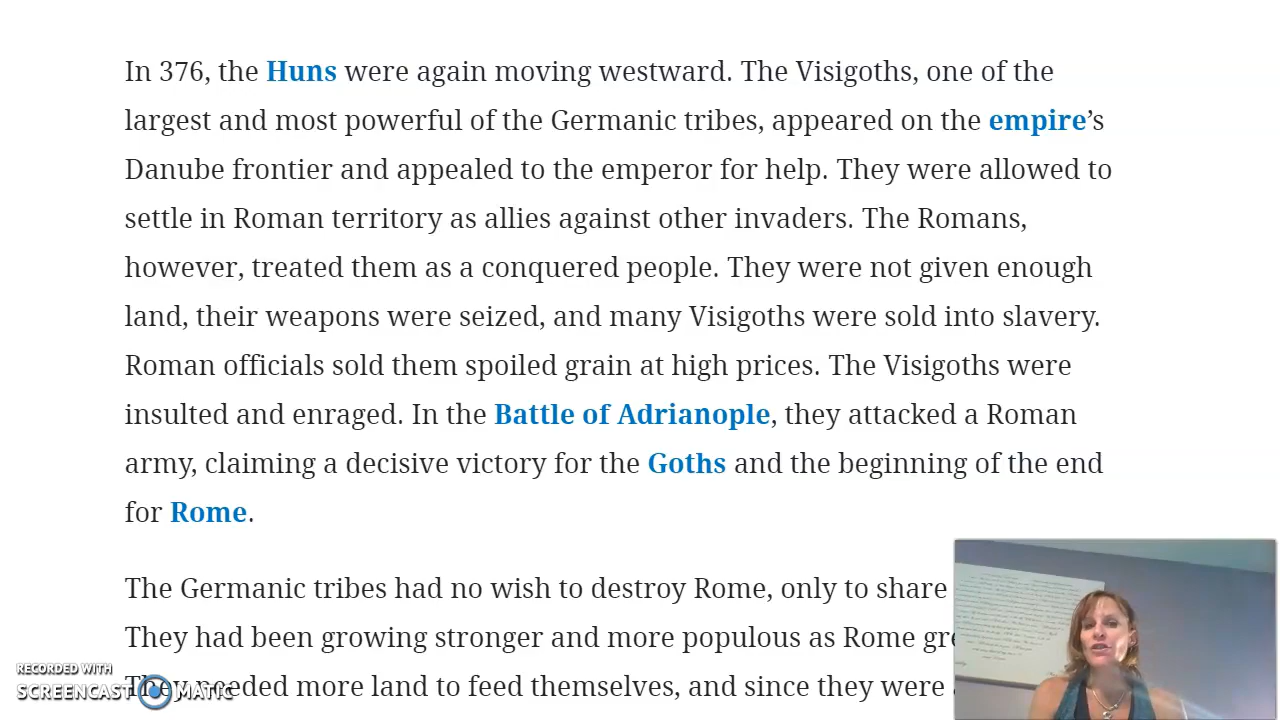 In 376, the Huns were again moving westward. The Visigoths, one of the
largest and most powerful of the Germanic tribes, appeared on the empire’s
Danube frontier and appealed to the emperor for help. They were allowed to
settle in Roman territory as allies against other invaders. The Romans,
however, treated them as a conquered people. They were not given enough
land, their weapons were seized, and many Visigoths were sold into slavery.
Roman officials sold them spoiled grain at high prices. The Visigoths were
insulted and enraged. In the Battle of Adrianople, they attacked a Roman
army, claiming a decisive victory for the Goths and the beginning of the end
for Rome.
The Germanic tribes had no wish to destroy Rome, only to share
They had been growing stronger and more populous as Rome
They needed more land to feed themselves, and since they were
RECORDED WITH
SCREENCAST MATIC